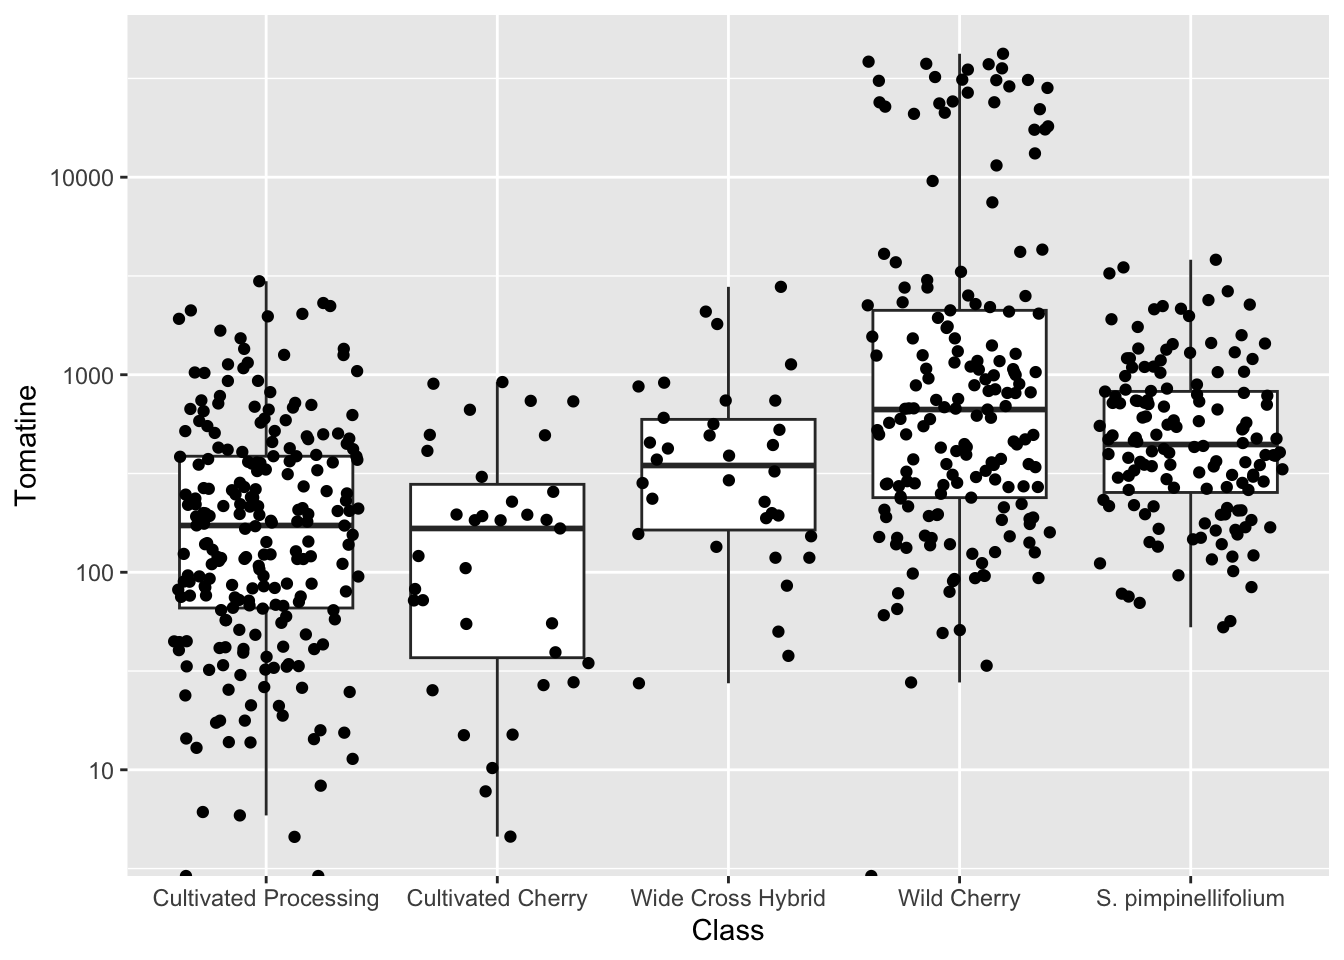 Tomatine
10000
1000
100
10
Cultivated Processing
Cultivated Cherry
Wide Cross Hybrid
Wild Cherry
S. pimpinellifolium
Class